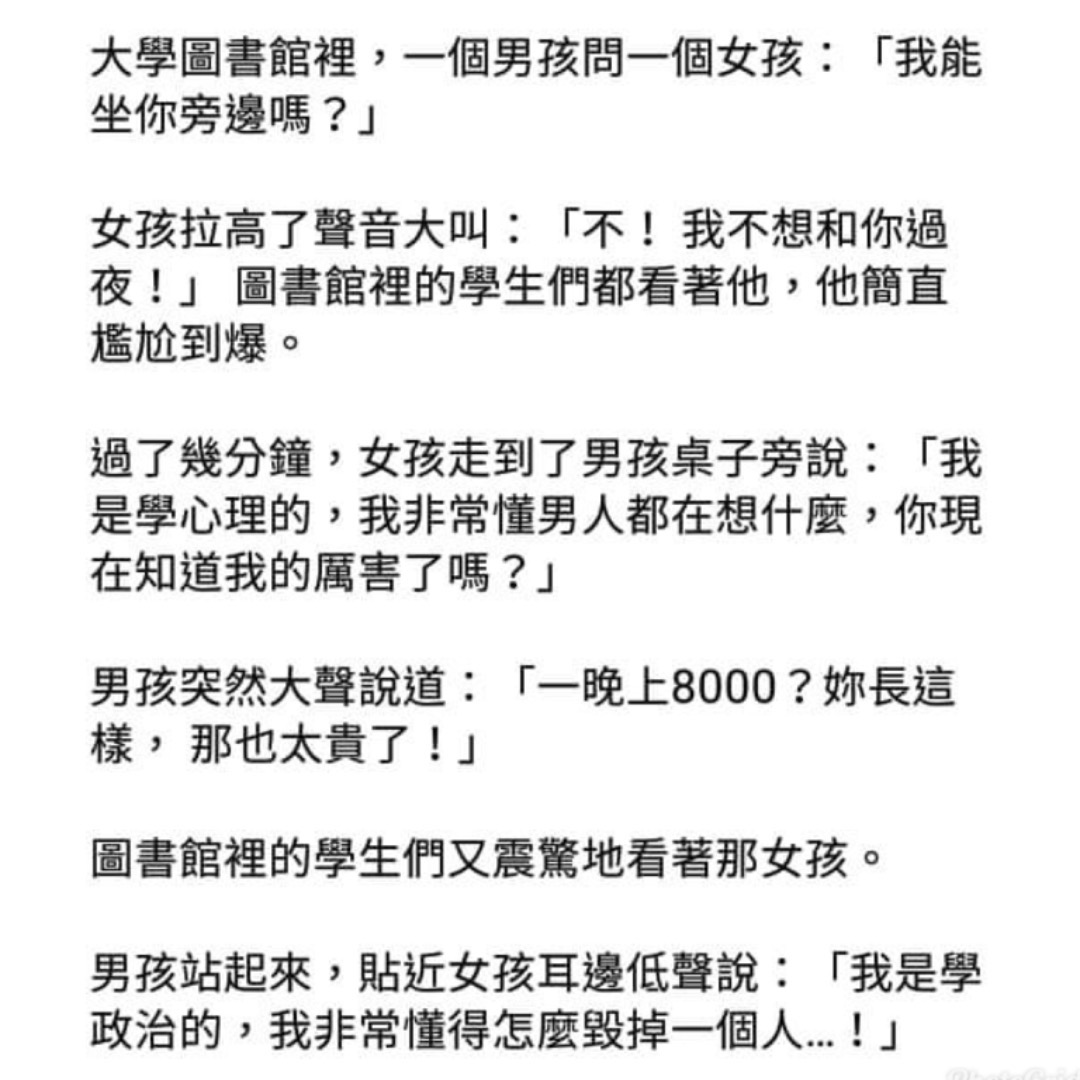 大學圖書館裡，一個男孩問一個女孩：「我能
坐你旁邊嗎？」
女孩拉高了聲音大叫：「不！ 我不想和你過
夜！」 圖書館裡的學生們都看著他，他簡直
尷尬到爆。
過了幾分鐘，女孩走到了男孩桌子旁說：「我
是學心理的，我非常懂男人都在想什麼，你現
在知道我的厲害了嗎？」
男孩突然大聲說道：「一晚上8000？妳長這
樣， 那也太貴了！」
圖書館裡的學生們又震驚地看著那女孩。
男孩站起來，貼近女孩耳邊低聲說：「我是學
政治的，我非常懂得怎麼毀掉一個人...！」